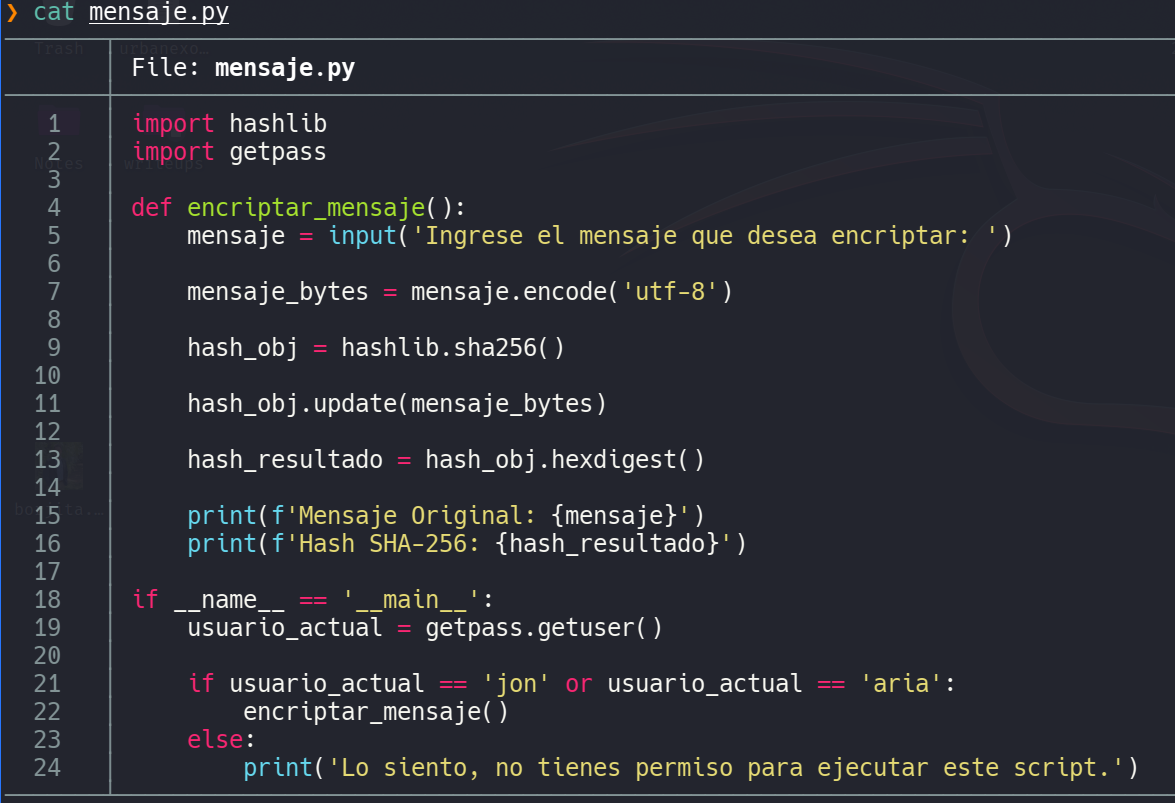 ❯ cat mensaje.py
File: mensaje.py
1 import hashlib
2 import getpass
3
4 def encriptar_mensaje():
5     mensaje = input('Ingrese el mensaje que desea encriptar: ')
6
7     mensaje_bytes = mensaje.encode('utf-8')
8
9     hash_obj = hashlib.sha256()
10
11     hash_obj.update(mensaje_bytes)
12
13     hash_resultado = hash_obj.hexdigest()
14
15     print(f'Mensaje Original: {mensaje}')
16     print(f'Hash SHA-256: {hash_resultado}')
17
18 if __name__ == '__main__':
19     usuario_actual = getpass.getuser()
20
21     if usuario_actual == 'jon' or usuario_actual == 'aria':
22         encriptar_mensaje()
23     else:
24         print('Lo siento, no tienes permiso para ejecutar este script.')
Trash
urbanexo...
Notes
writeups